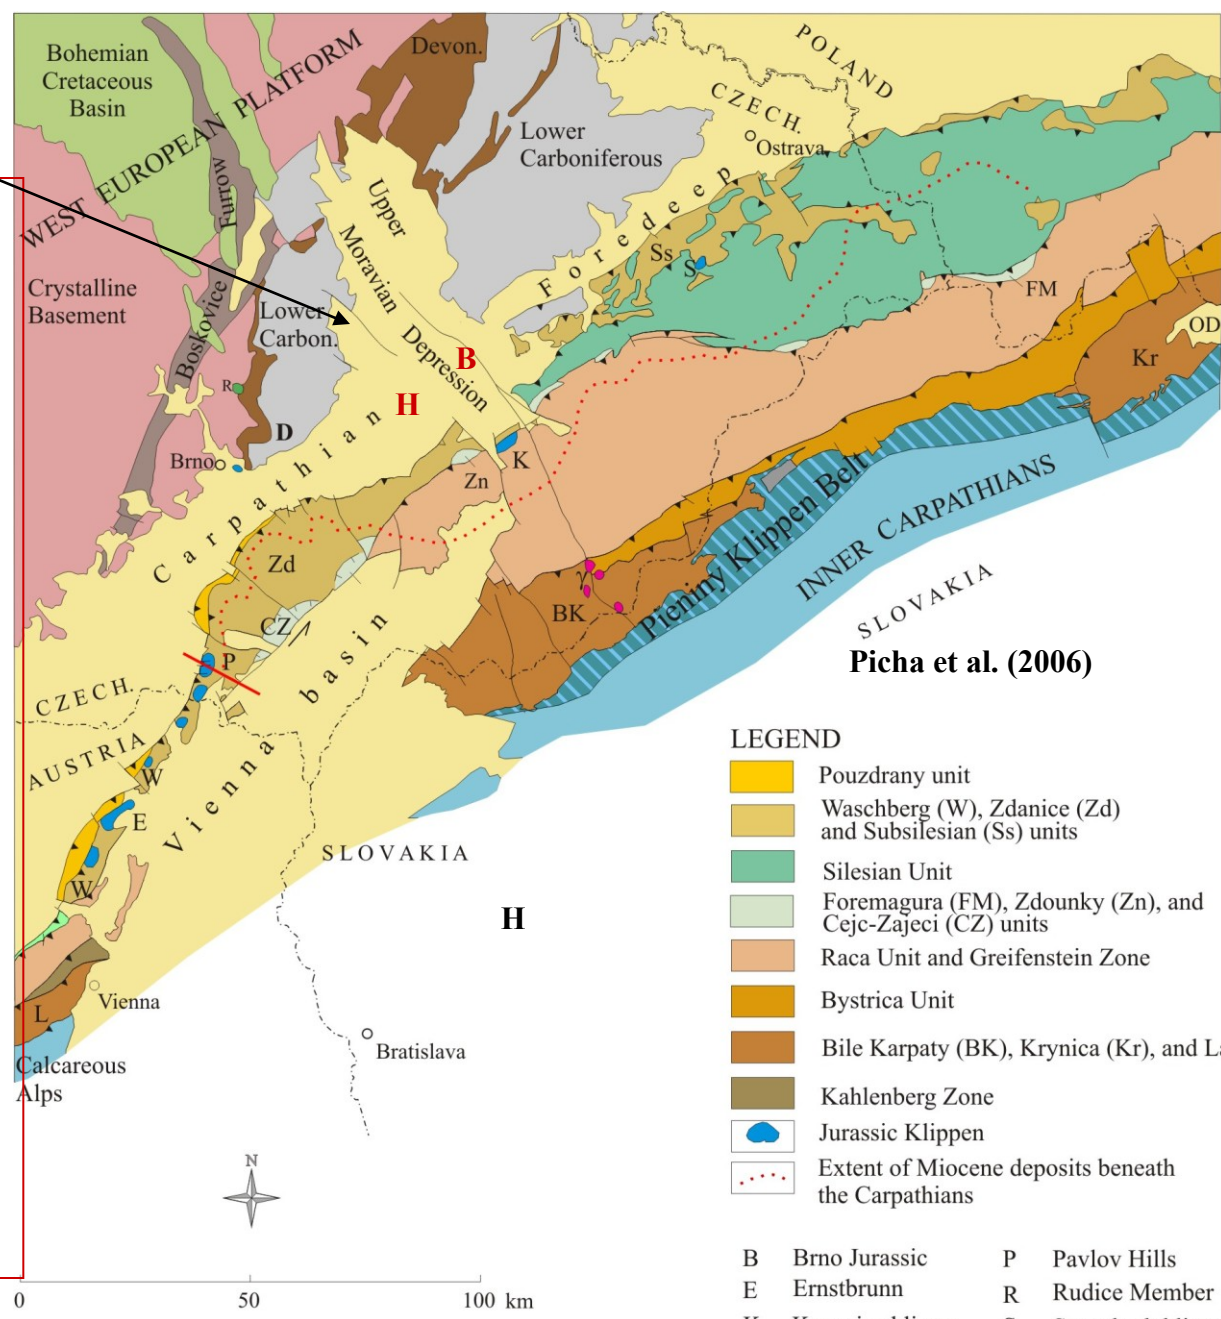 Bohemian
Cretaceous
Basin
WEST EUROPEAN PLATFORM
Devon.
POLAND
CZECH.
Ostrava
Lower
Carboniferous
Furrow
Boskovice
Upper
Moravian
Depression
Foredeep
Carpathian
Crystalline
Basement
Lower
Carbon.
Ss
S
FM
OD
Kr
B
H
R
D
Brno
K
Zn
Zd
CZ
P
γ
BK
Pieniny Klippen Belt
INNER CARPATHIANS
SLOVAKIA
Picha et al. (2006)
CZECH.
AUSTRIA
Vienna basin
W
E
W
SLOVAKIA
H
L
Vienna
Bratislava
Calcareous
Alps
N
0 50 100 km
LEGEND
Pouzdrany unit
Waschberg (W), Zdanice (Zd)
and Subsilesian (Ss) units
Silesian Unit
Foremagura (FM), Zdounky (Zn), and
Cejc-Zajeci (CZ) units
Raca Unit and Greifenstein Zone
Bystrica Unit
Bile Karpaty (BK), Krynica (Kr), and La
Kahlenberg Zone
Jurassic Klippen
Extent of Miocene deposits beneath
the Carpathians
B Brno Jurassic
E Ernstbrunn
P Pavlov Hills
R Rudice Member